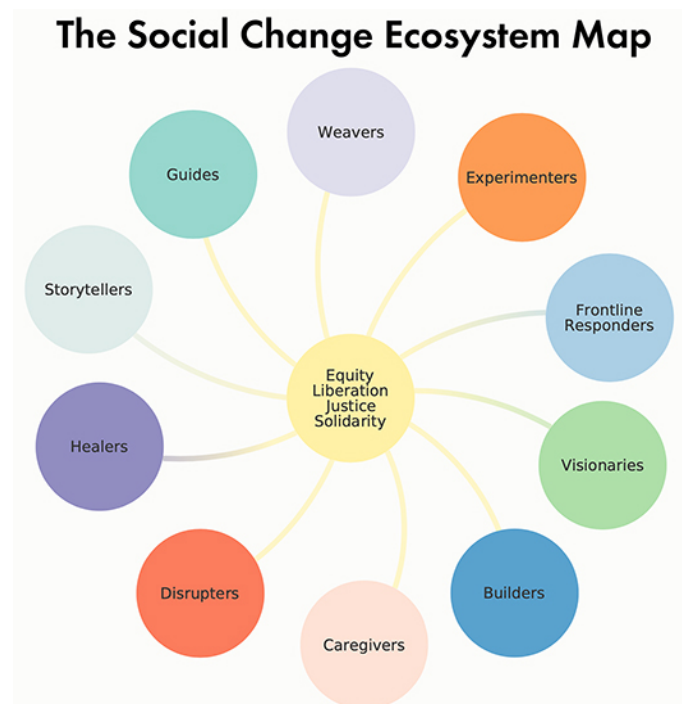 The Social Change Ecosystem Map
Weavers
Guides
Experimenters
Storytellers
Frontline
Responders
Equity
Liberation
Justice
Solidarity
Healers
Visionaries
Disrupters
Builders
Caregivers